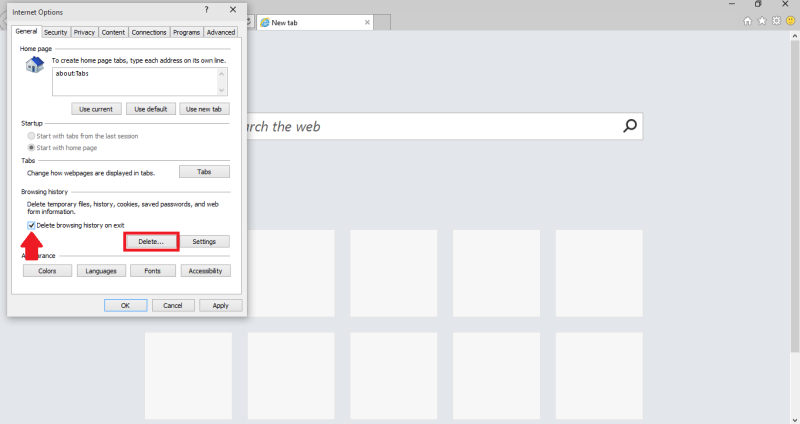 Internet Options
General
Security
Privacy
Content
Connections
Programs
Advanced
Home page
To create home page tabs, type each address on its own line.
about:Tabs
Use current
Use default
Use new tab
Startup
Start with tabs from the last session
Start with home page
Tabs
Change how webpages are displayed in tabs.
Tabs
Browsing history
Delete temporary files, history, cookies, saved passwords, and web
form information.
Delete browsing history on exit
Delete...
Settings
Colors
Languages
Fonts
Accessibility
OK
Cancel
Apply
New tab
rch the web